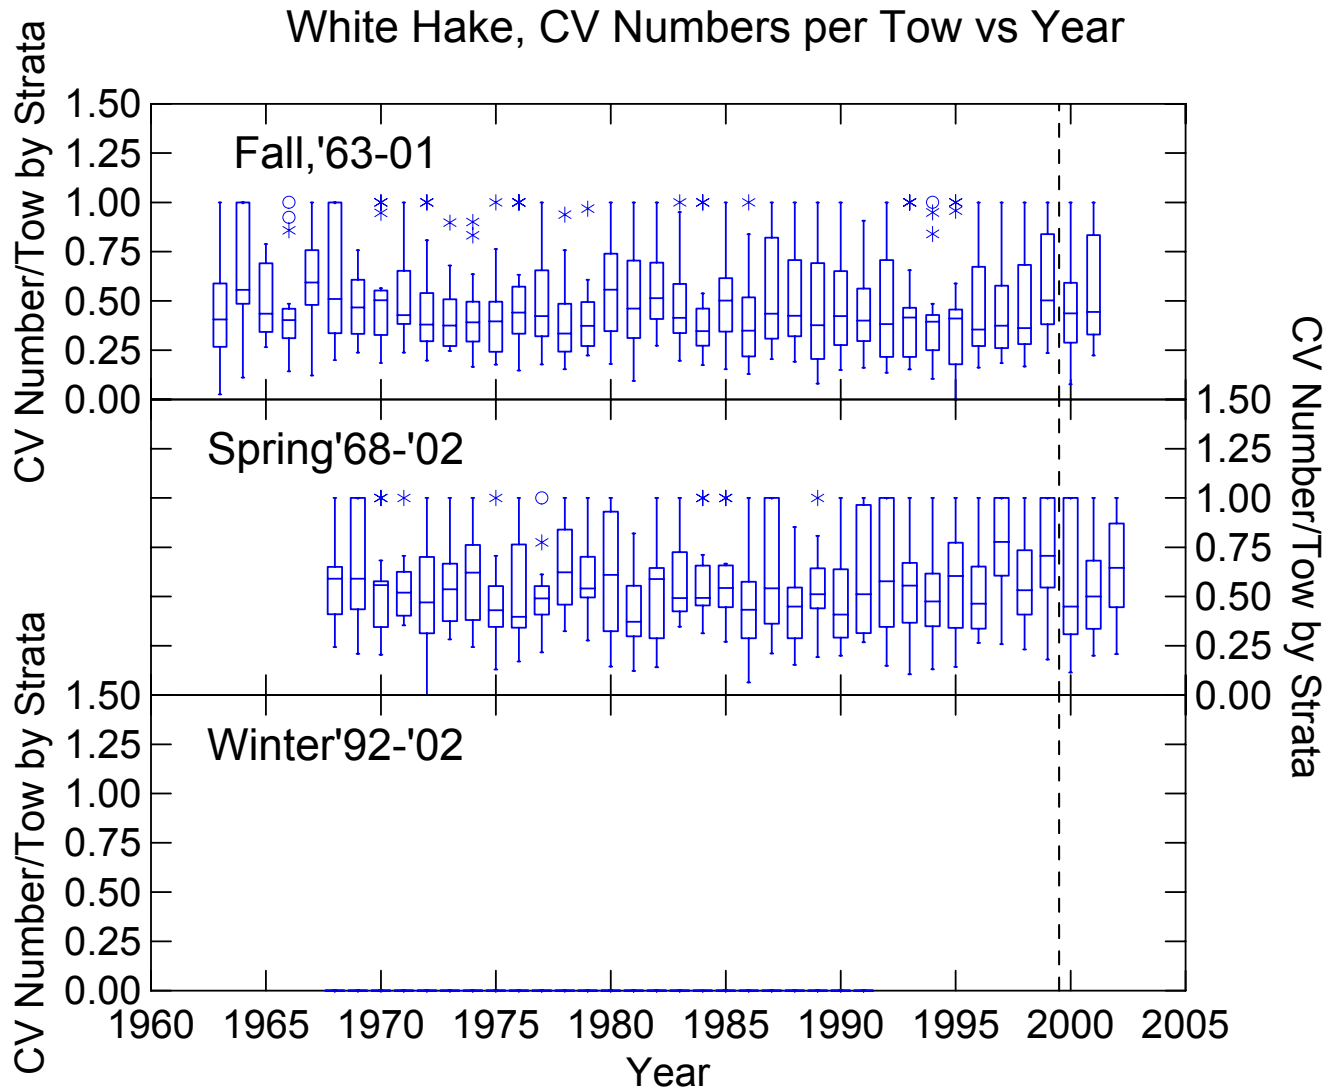 White Hake, CV Numbers per Tow vs Year
CV Number/Tow by Strata
1.50
1.25
1.00
0.75
0.50
0.25
0.00
Fall,'63-01
CV Number/Tow by Strata
1.50
1.25
1.00
0.75
0.50
0.25
0.00
Spring'68-'02
CV Number/Tow by Strata
1.50
1.25
1.00
0.75
0.50
0.25
0.00
Winter'92-'02
1960 1965 1970 1975 1980 1985 1990 1995 2000 2005
Year